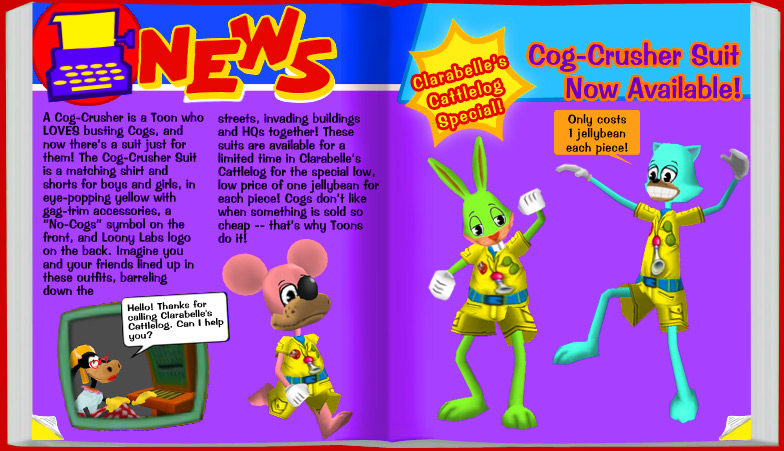 NEWS
A Cog-Crusher is a Toon who
LOVES busting Cogs, and
now there's a suit just for
them! The Cog-Crusher Suit
is a matching shirt and
shorts for boys and girls, in
eye-popping yellow with
gag-trim accessories, a
"No-Cogs" symbol on the
front, and Loony Labs logo
on the back. Imagine you
and your friends lined up in
these outfits, barreling
down the
streets, invading buildings
and HQs together! These
suits are available for a
limited time in Clarabelle's
Cattlelog for the special low,
low price of one jellybean for
each piece! Cogs don't like
when something is sold so
cheap -- that's why Toons
do it!
Hello! Thanks for
calling Clarabelle's
Cattlelog. Can I help
you?
Clarabelle's
Cattlelog
Special!
Cog-Crusher Suit
Now Available!
Only costs
1 jellybean
each piece!